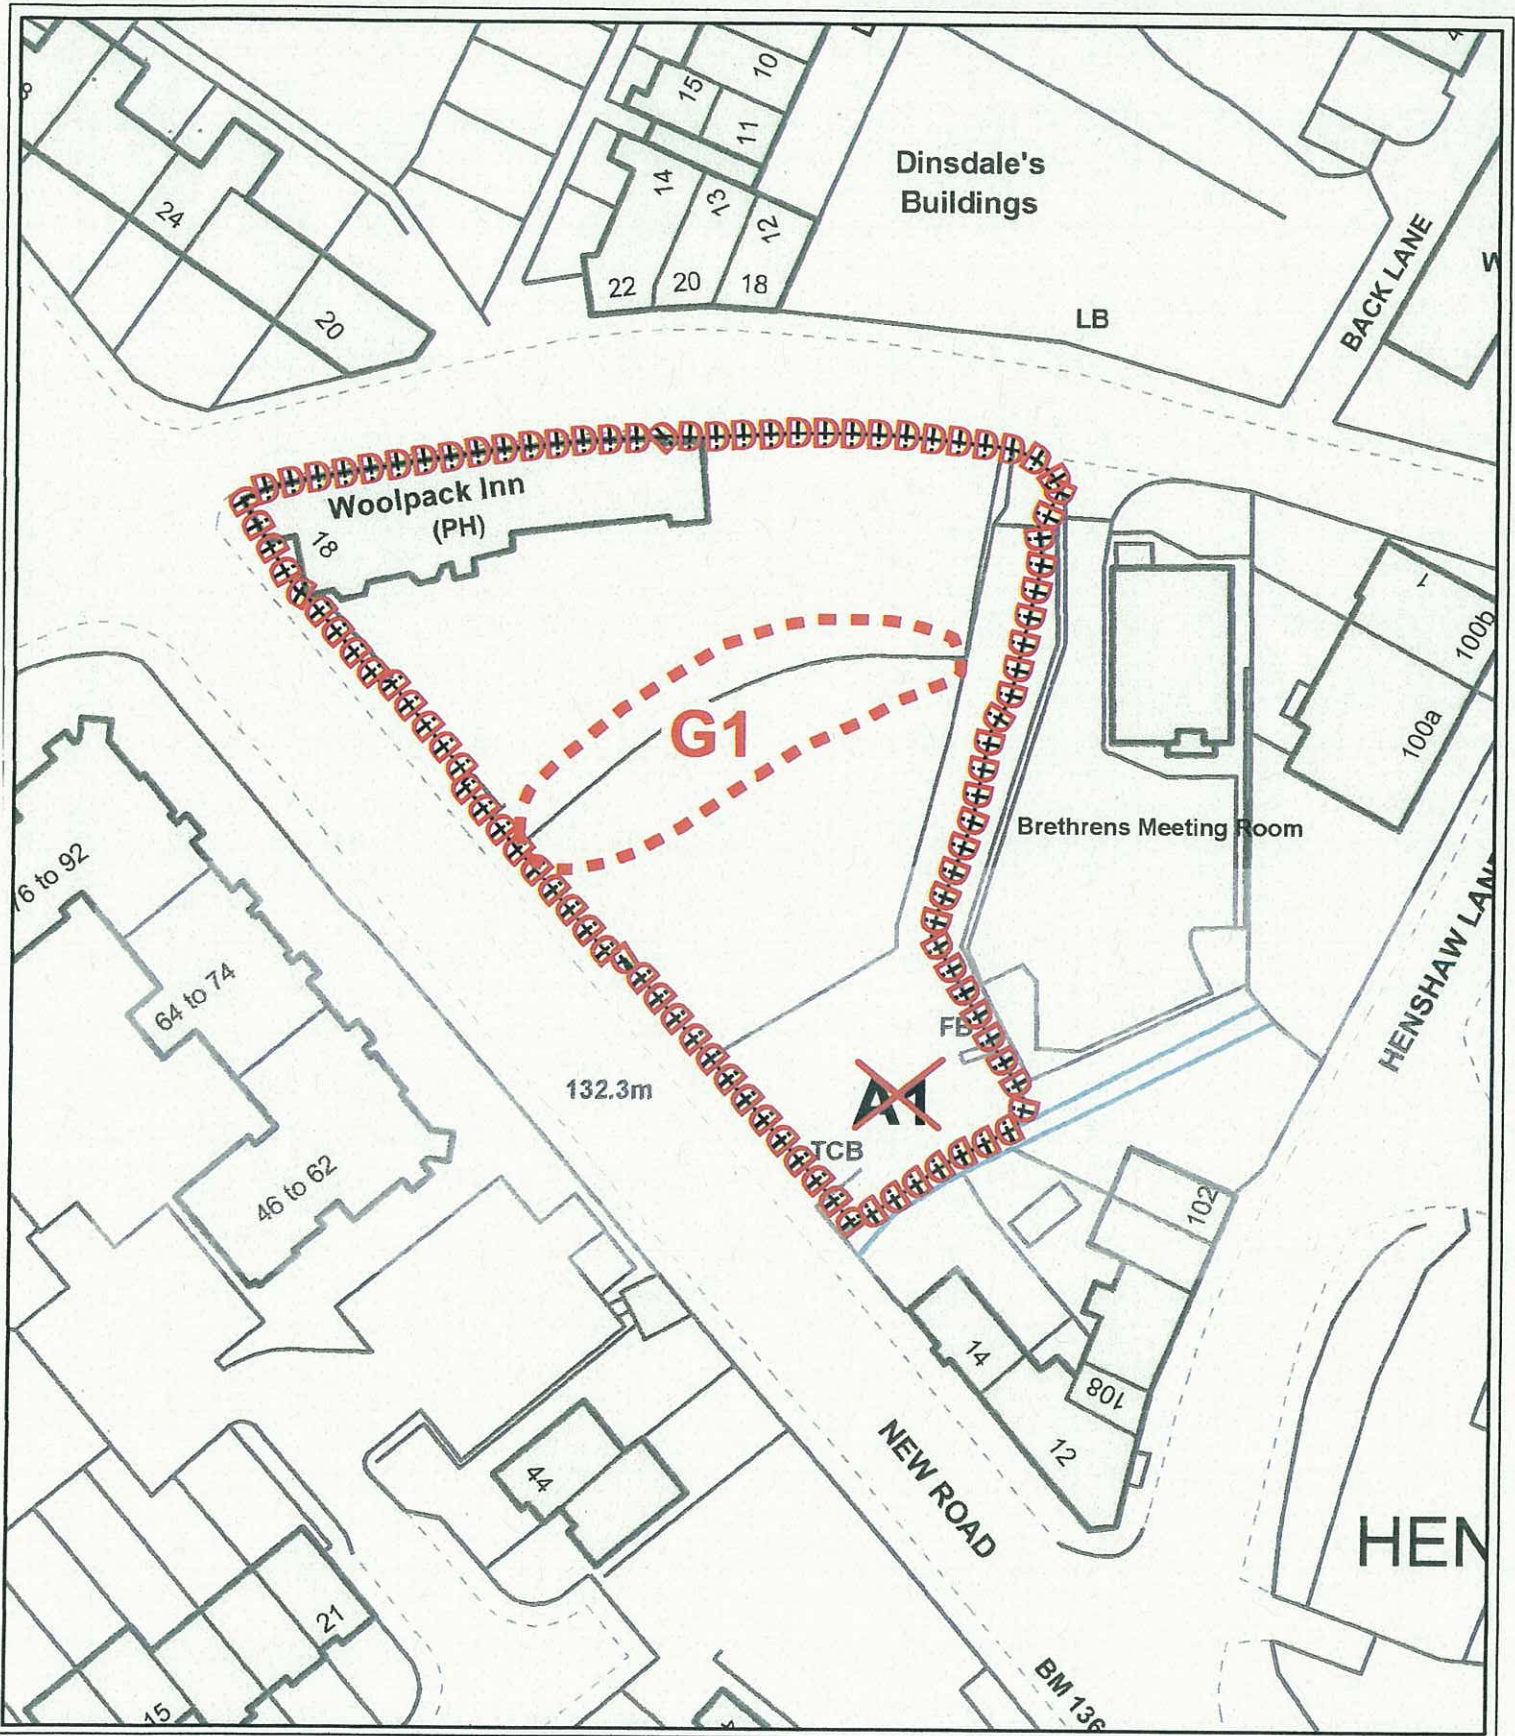 10
15
11
14
13
12
22
20
18
24
20
Dinsdale's
Buildings
LB
BACK LANE
Woolpack Inn
(PH)
18
G1
1
100b
100a
Brethrens Meeting Room
HENSHAW LANE
76 to 92
64 to 74
46 to 62
132.3m
FB
A1
TCB
102
14
108
12
44
NEW ROAD
HEN
21
15
BM 136